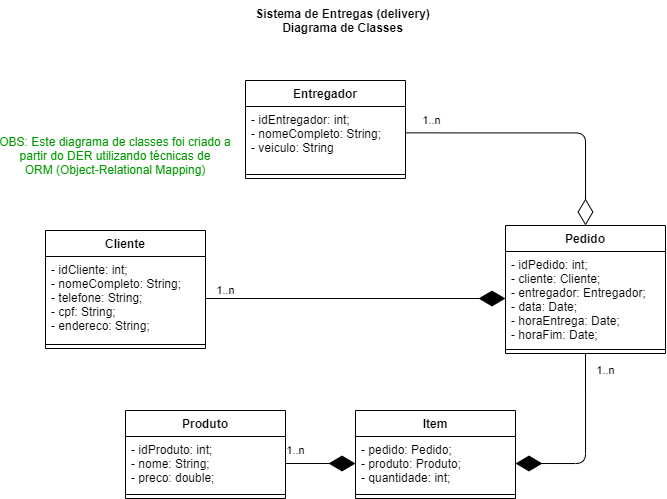 Sistema de Entregas (delivery)
Diagrama de Classes
Entregador
- idEntregador: int;
- nomeCompleto: String;
- veiculo: String
1..n
OBS: Este diagrama de classes foi criado a
partir do DER utilizando técnicas de
ORM (Object-Relational Mapping)
Cliente
- idCliente: int;
- nomeCompleto: String;
- telefone: String;
- cpf: String;
- endereco: String;
1..n
Pedido
- idPedido: int;
- cliente: Cliente;
- entregador: Entregador;
- data: Date;
- horaEntrega: Date;
- horaFim: Date;
1..n
Produto
- idProduto: int;
- nome: String;
- preco: double;
1..n
Item
- pedido: Pedido;
- produto: Produto;
- quantidade: int;